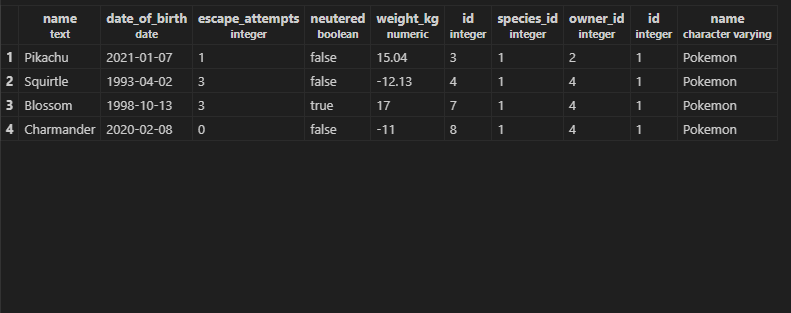 name date_of_birth escape_attempts neutered weight_kg id species_id owner_id id name
text date integer boolean numeric integer integer integer integer character varying
1 Pikachu 2021-01-07 1 false 15.04 3 1 2 1 Pokemon
2 Squirtle 1993-04-02 3 false -12.13 4 1 4 1 Pokemon
3 Blossom 1998-10-13 3 true 17 7 1 4 1 Pokemon
4 Charmander 2020-02-08 0 false -11 8 1 4 1 Pokemon